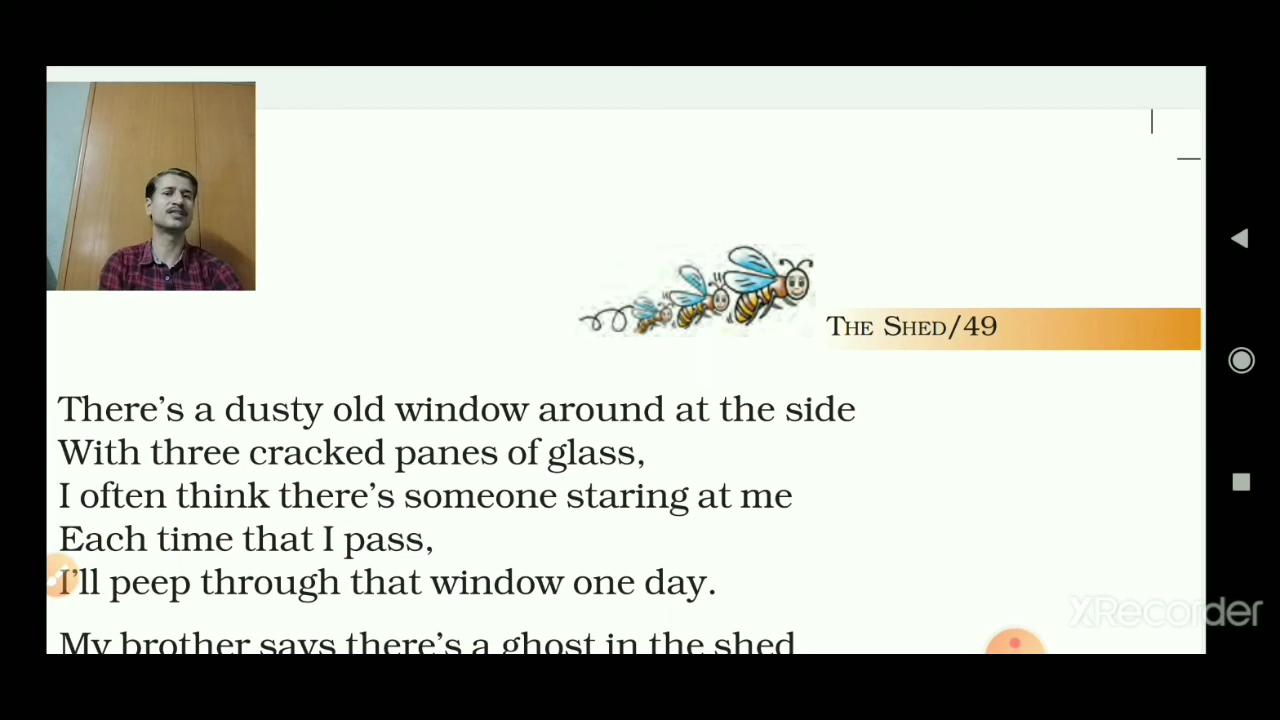 THE SHED/49
There's a dusty old window around at the side
With three cracked panes of glass,
I often think there's someone staring at me
Each time that I pass,
I'll peep through that window one day.
XRecorder
My brother says there's a ghost in the shed